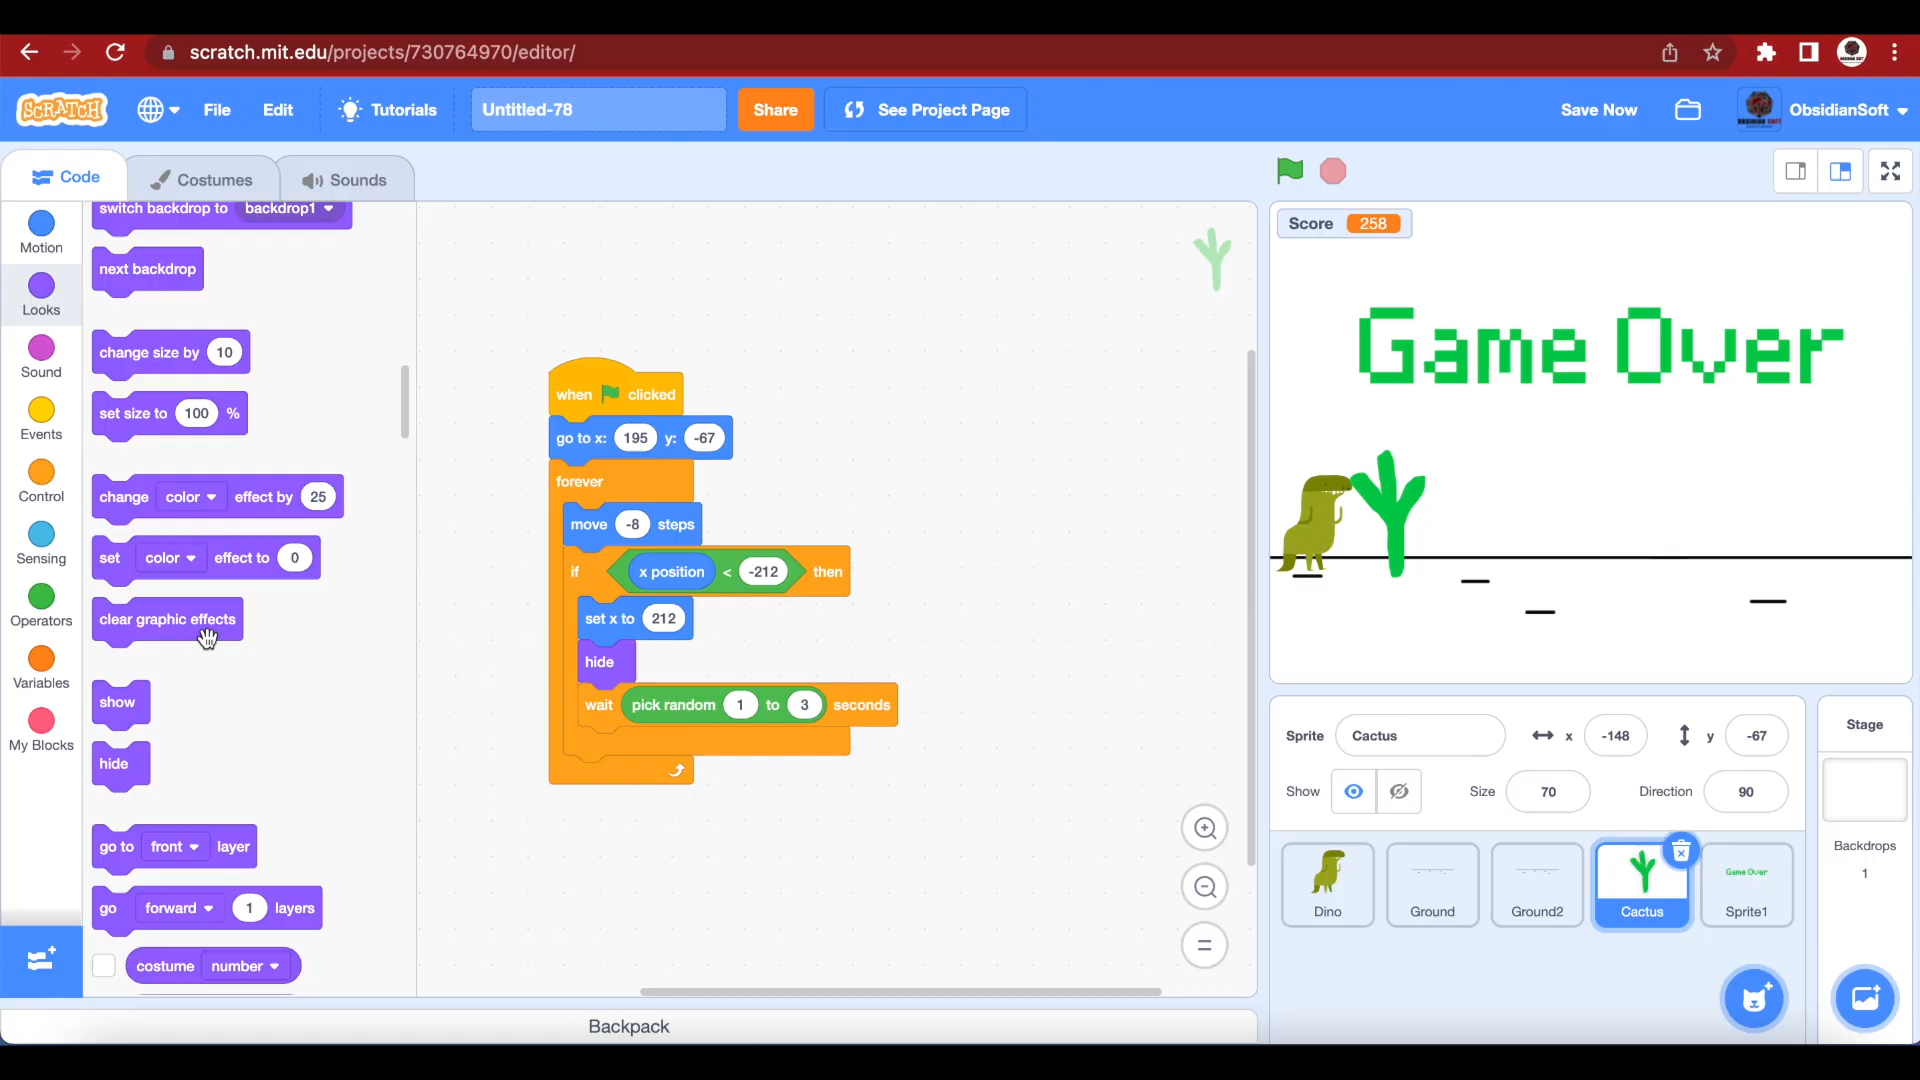 scratch.mit.edu/projects/730764970/editor/
SCRATCH
File
Edit
Tutorials
Untitled-78
Share
See Project Page
Save Now
ObsidianSoft
Code
Costumes
Sounds
Motion
Looks
Sound
Events
Control
Sensing
Operators
Variables
My Blocks
switch backdrop to backdrop1
next backdrop
change size by 10
set size to 100 %
change color effect by 25
set color effect to 0
clear graphic effects
show
hide
go to front layer
go forward 1 layers
costume number
when clicked
go to x: 195 y: -67
forever
move -8 steps
if x position < -212 then
set x to 212
hide
wait pick random 1 to 3 seconds
Backpack
Score 258
Game Over
Sprite Cactus x -148 y -67
Show Size 70 Direction 90
Dino
Ground
Ground2
Cactus
Game Over
Sprite1
Stage
Backdrops
1